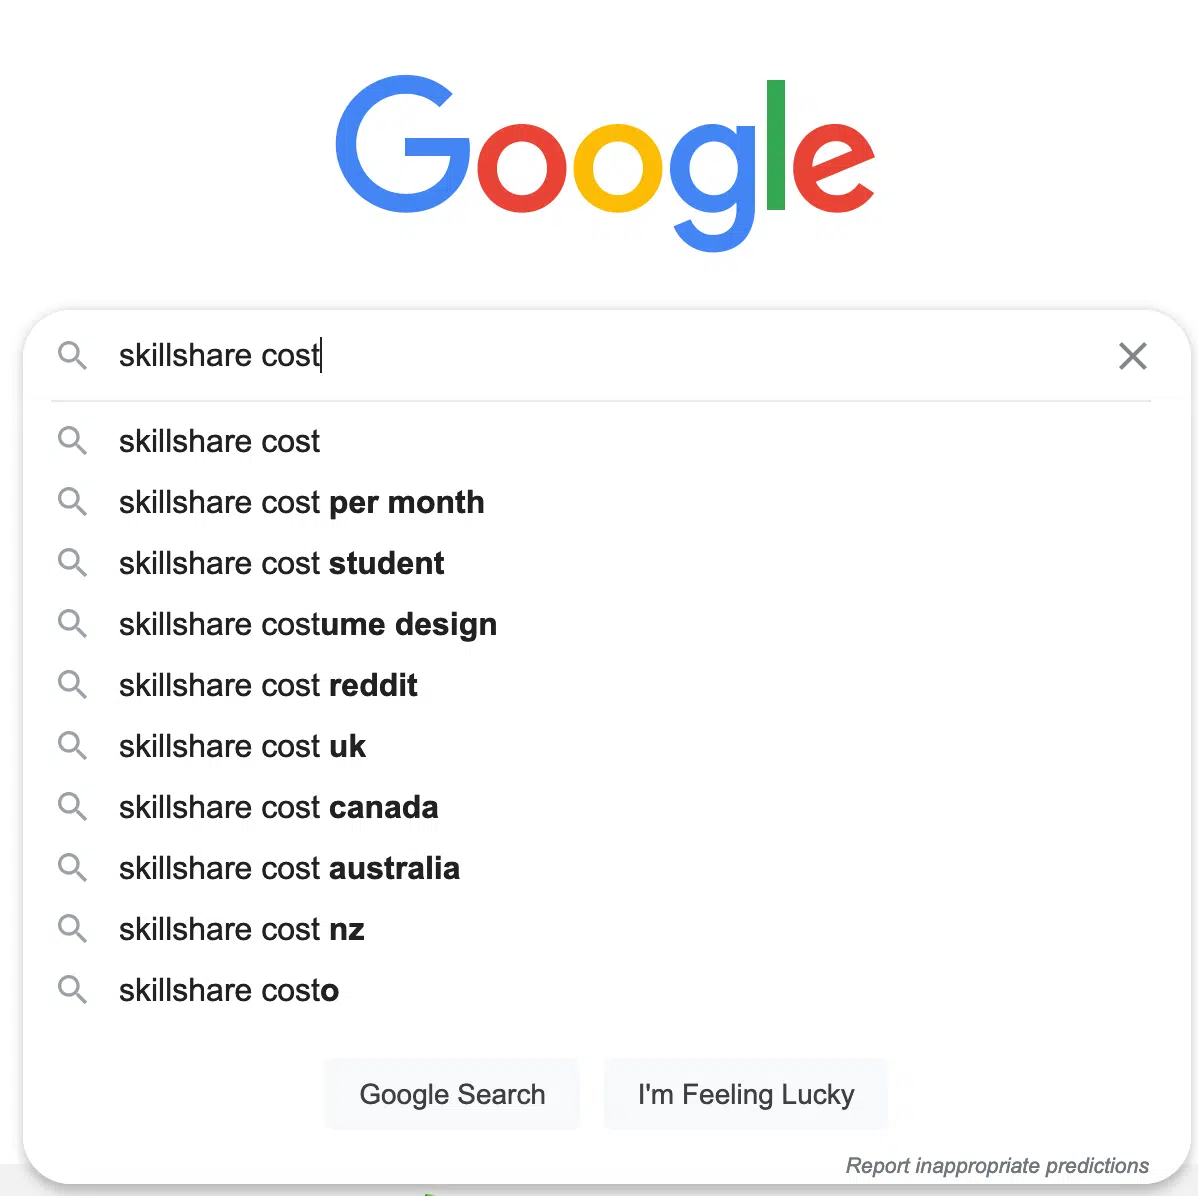 Google
skillshare cost
skillshare cost
skillshare cost per month
skillshare cost student
skillshare costume design
skillshare cost reddit
skillshare cost uk
skillshare cost canada
skillshare cost australia
skillshare cost nz
skillshare costo
Google Search
I'm Feeling Lucky
Report inappropriate predictions